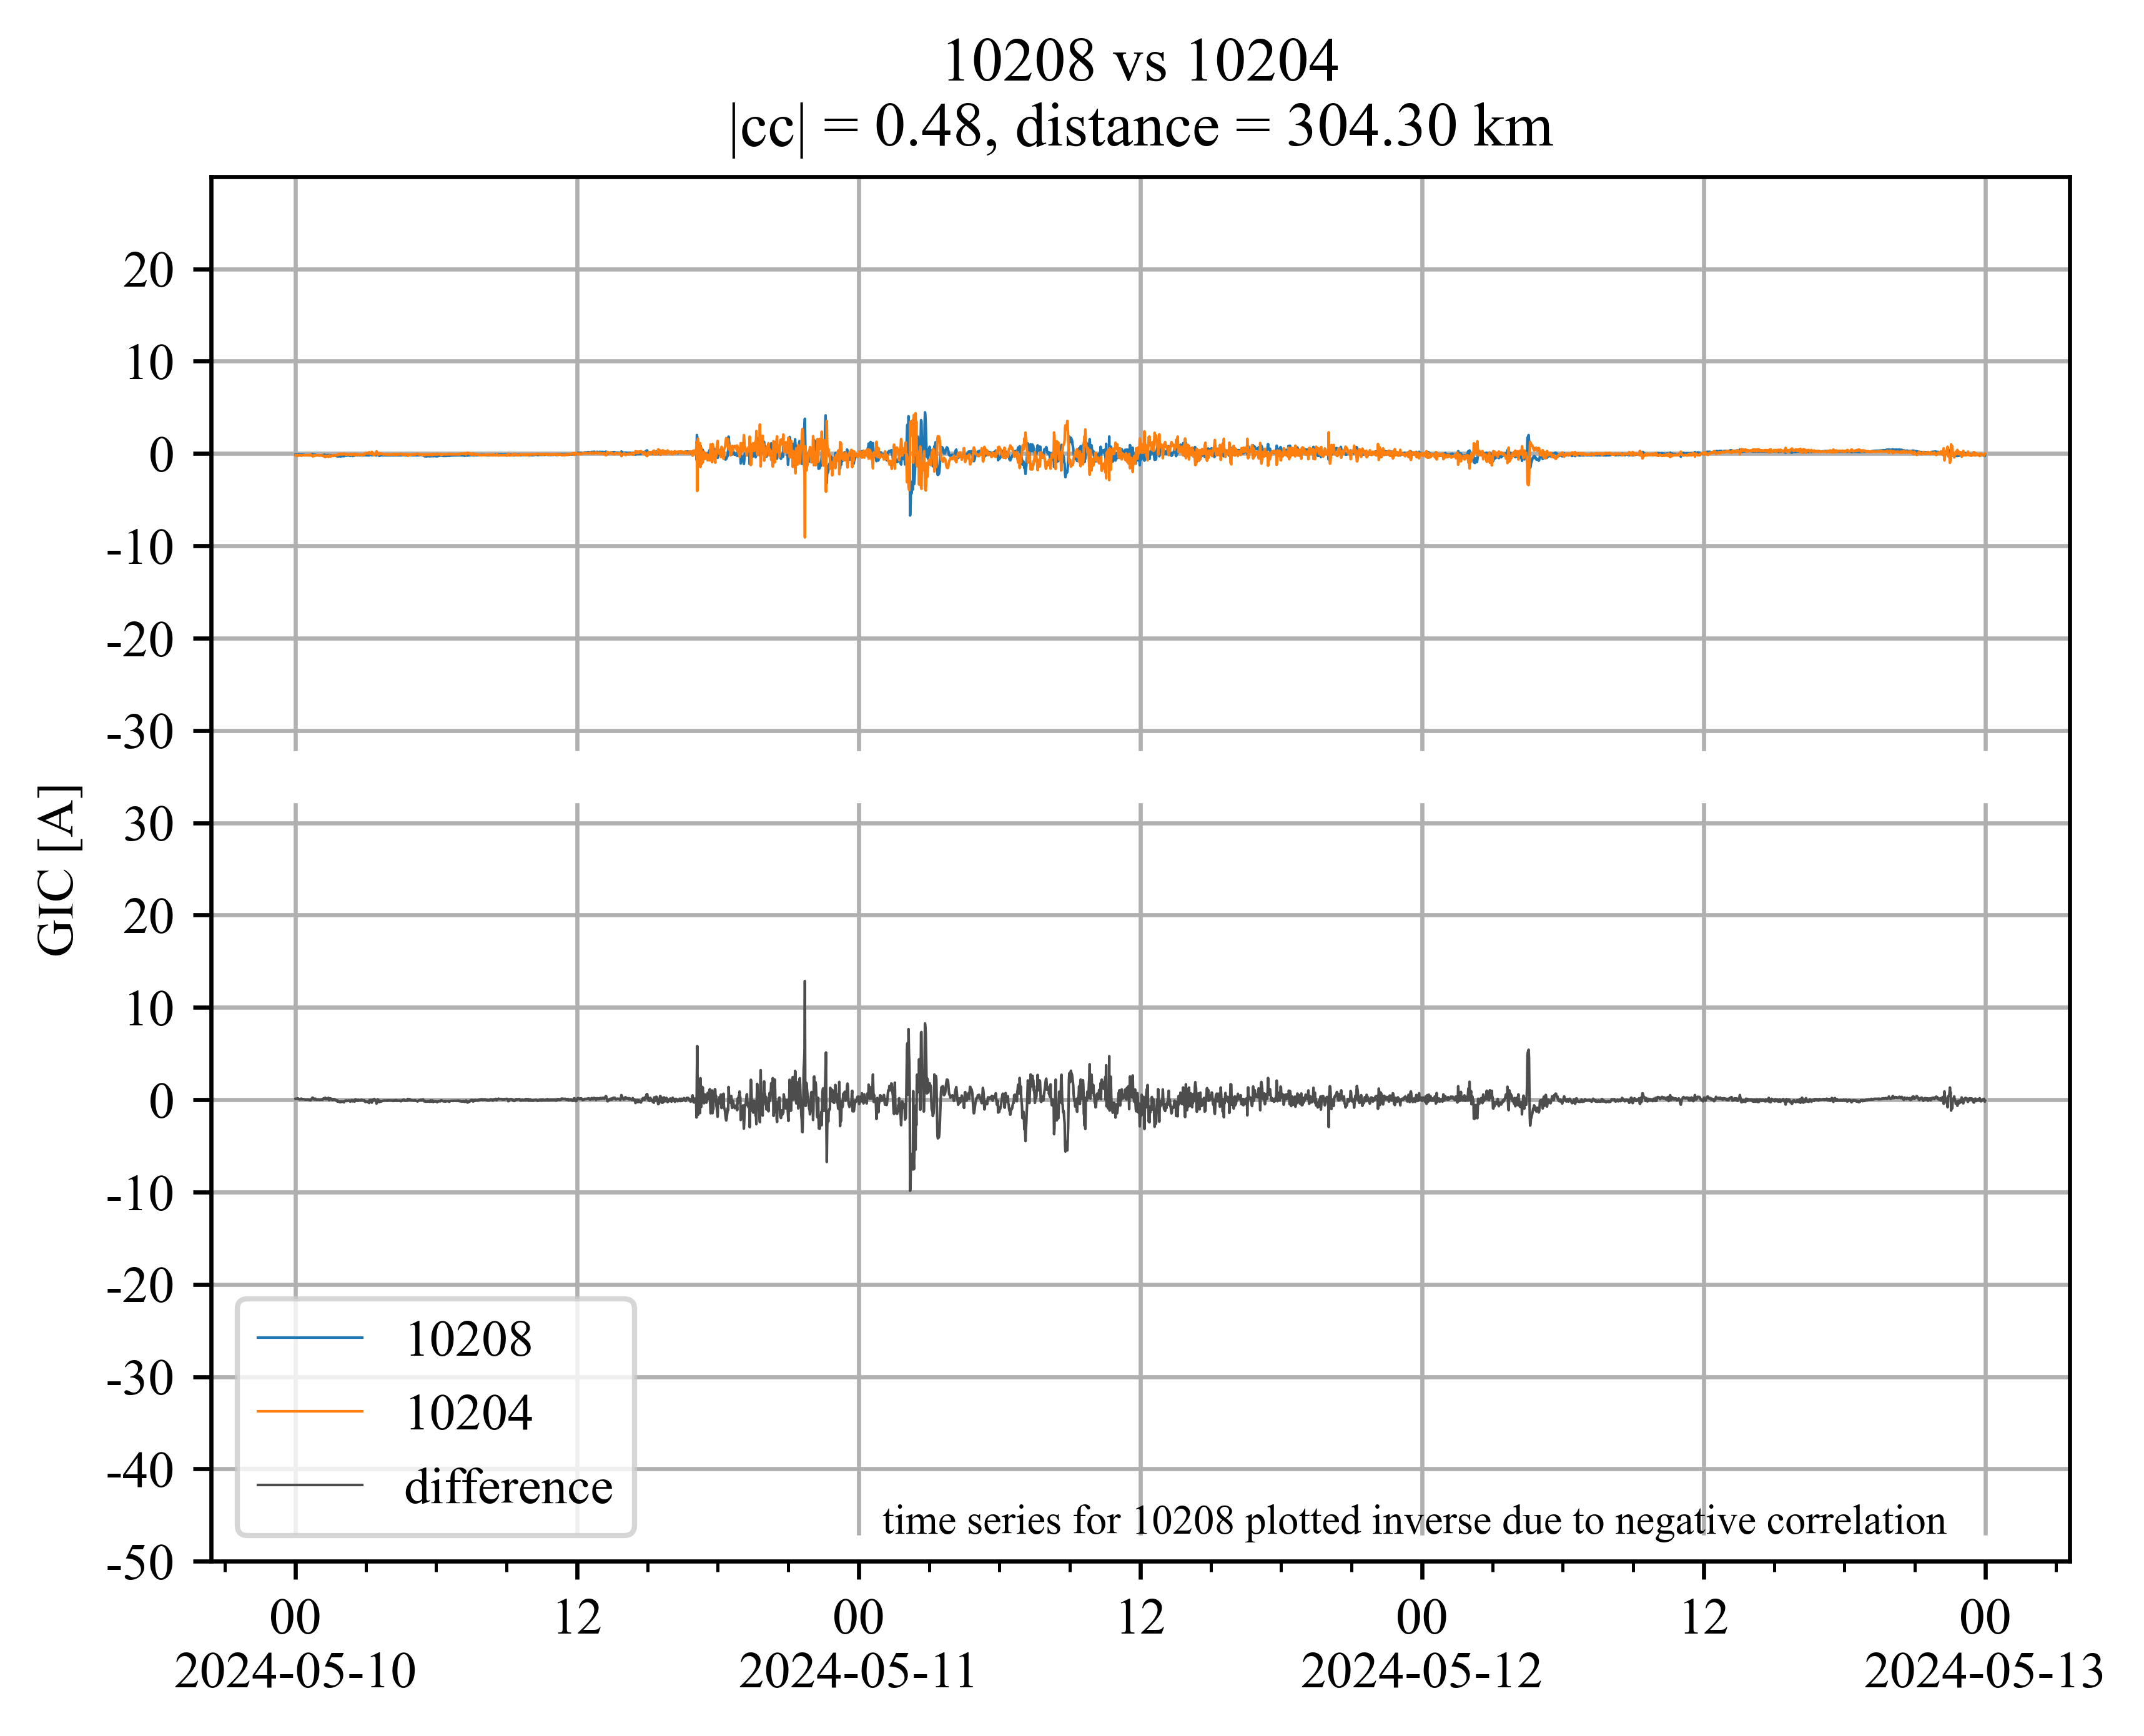 10208 vs 10204
|cc| = 0.48, distance = 304.30 km
GIC [A]
20
10
0
-10
-20
-30
30
20
10
0
-10
-20
-30
-40
-50
10208
10204
difference
time series for 10208 plotted inverse due to negative correlation
00 12 00 12 00 12 00
2024-05-10 2024-05-11 2024-05-12 2024-05-13